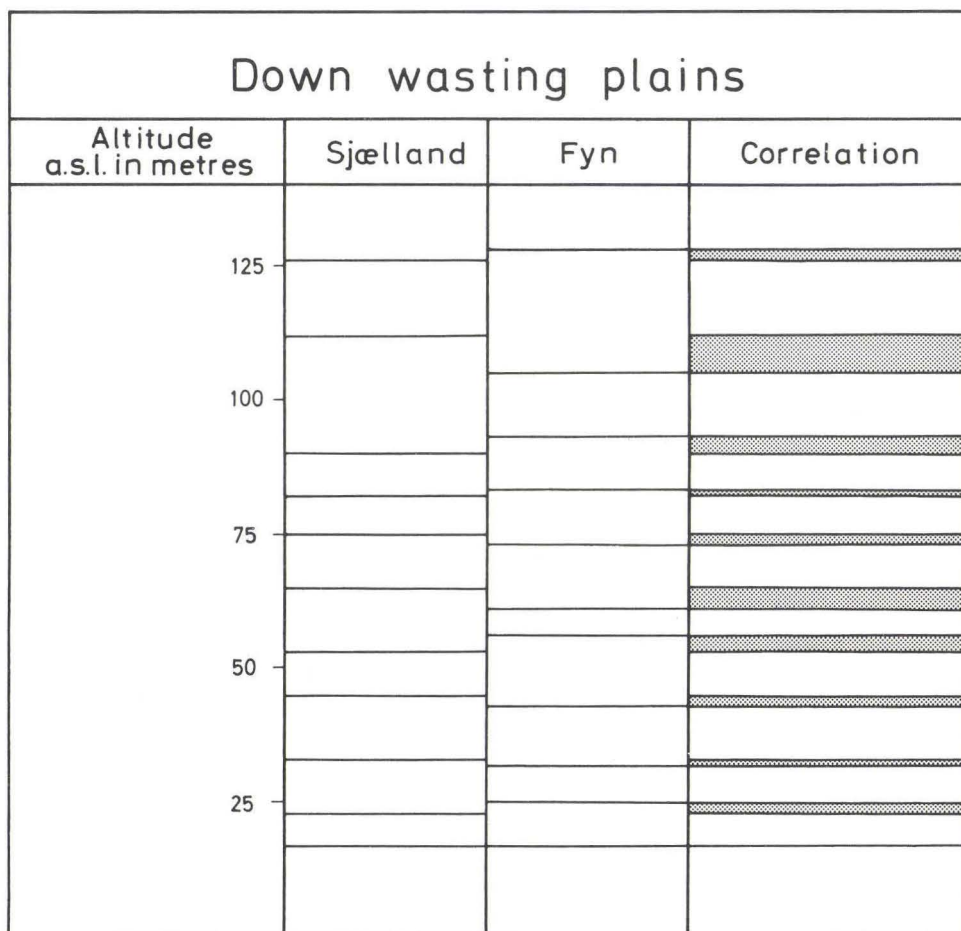 Down wasting plains
Altitude
a.s.l. in metres
Sjælland
Fyn
Correlation
125
100
75
50
25